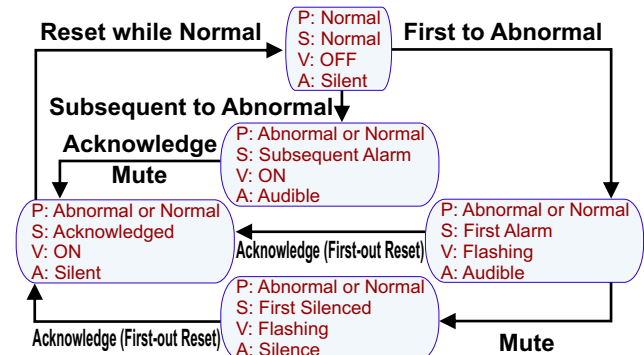 P: Normal
S: Normal
V: OFF
A: Silent
Reset while Normal
First to Abnormal
Subsequent to Abnormal
P: Abnormal or Normal
S: Subsequent Alarm
V: ON
A: Audible
Acknowledge
Mute
P: Abnormal or Normal
S: Acknowledged
V: ON
A: Silent
P: Abnormal or Normal
S: First Alarm
V: Flashing
A: Audible
Acknowledge (First-out Reset)
P: Abnormal or Normal
S: First Silenced
V: Flashing
A: Silence
Acknowledge (First-out Reset)
Mute